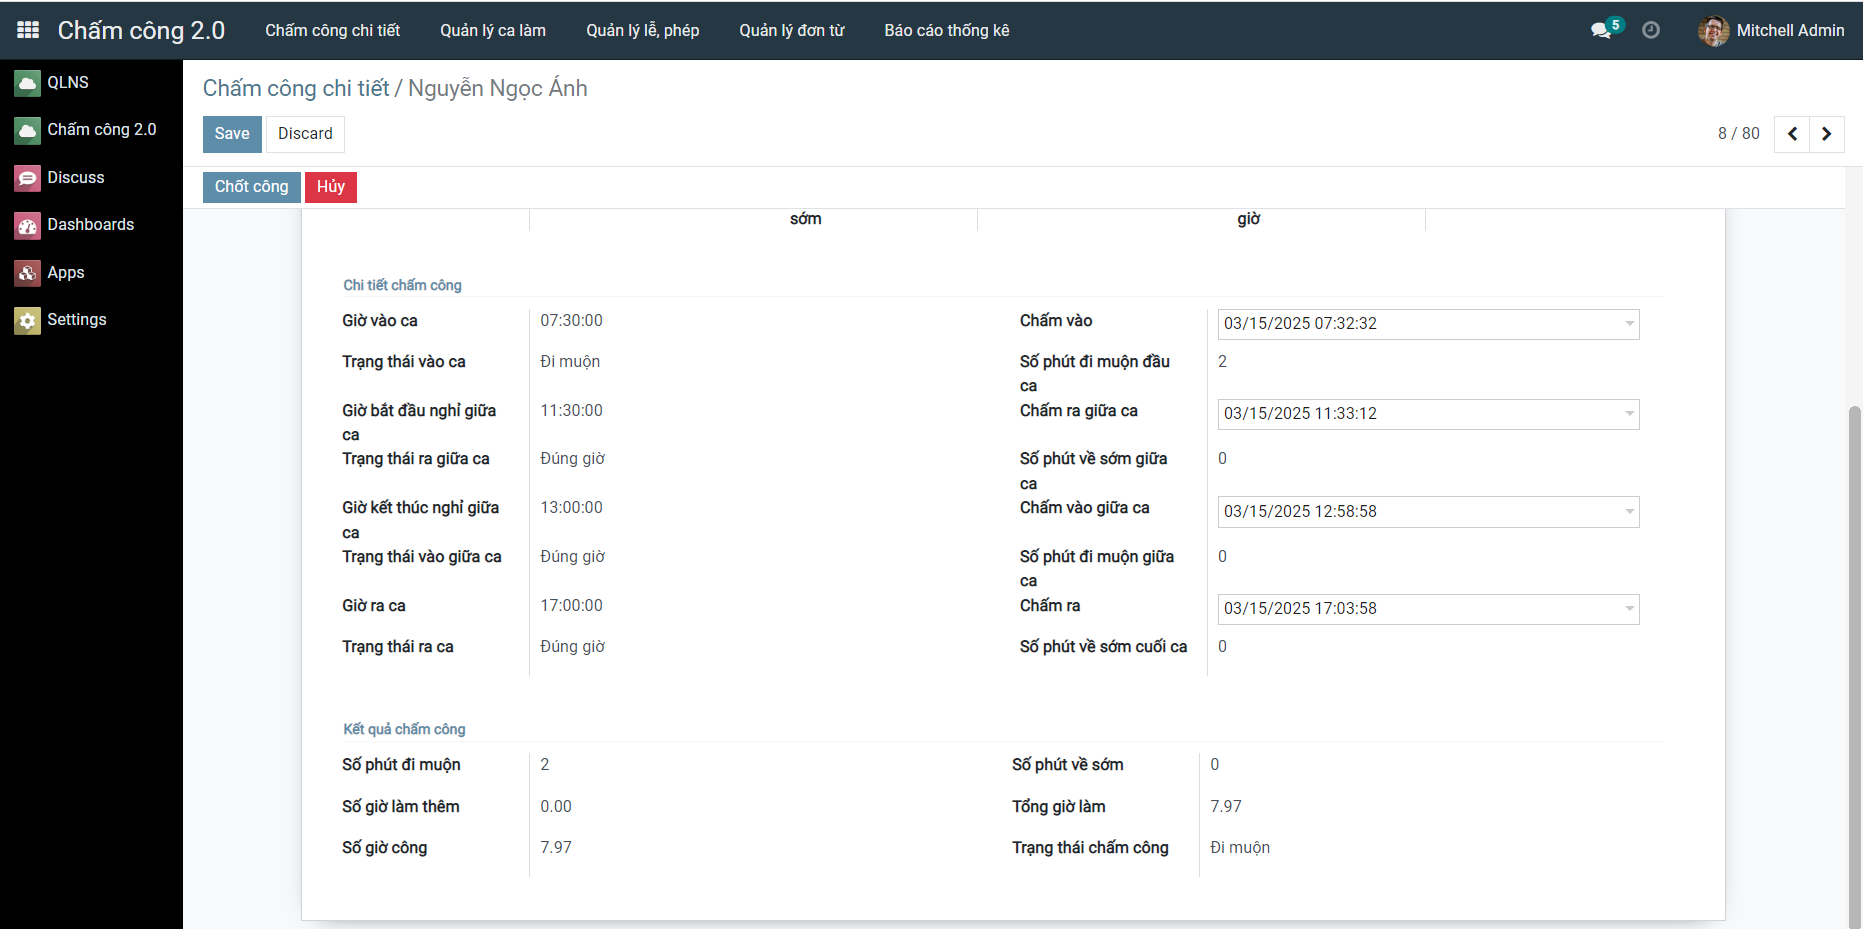 Chấm công 2.0
Chấm công chi tiết
Quản lý ca làm
Quản lý lễ, phép
Quản lý đơn từ
Báo cáo thống kê
5
Mitchell Admin
QLNS
Chấm công 2.0
Discuss
Dashboards
Apps
Settings
Chấm công chi tiết / Nguyễn Ngọc Ánh
Save
Discard
8 / 80
Chốt công
Hủy
sớm
giờ
Chi tiết chấm công
Giờ vào ca
07:30:00
Chấm vào
03/15/2025 07:32:32
Trạng thái vào ca
Đi muộn
Số phút đi muộn đầu
ca
2
Giờ bắt đầu nghỉ giữa
ca
11:30:00
Chấm ra giữa ca
03/15/2025 11:33:12
Trạng thái ra giữa ca
Đúng giờ
Số phút về sớm giữa
ca
0
Giờ kết thúc nghỉ giữa
ca
13:00:00
Chấm vào giữa ca
03/15/2025 12:58:58
Trạng thái vào giữa ca
Đúng giờ
Số phút đi muộn giữa
ca
0
Giờ ra ca
17:00:00
Chấm ra
03/15/2025 17:03:58
Trạng thái ra ca
Đúng giờ
Số phút về sớm cuối ca
0
Kết quả chấm công
Số phút đi muộn
2
Số phút về sớm
0
Số giờ làm thêm
0.00
Tổng giờ làm
7.97
Số giờ công
7.97
Trạng thái chấm công
Đi muộn